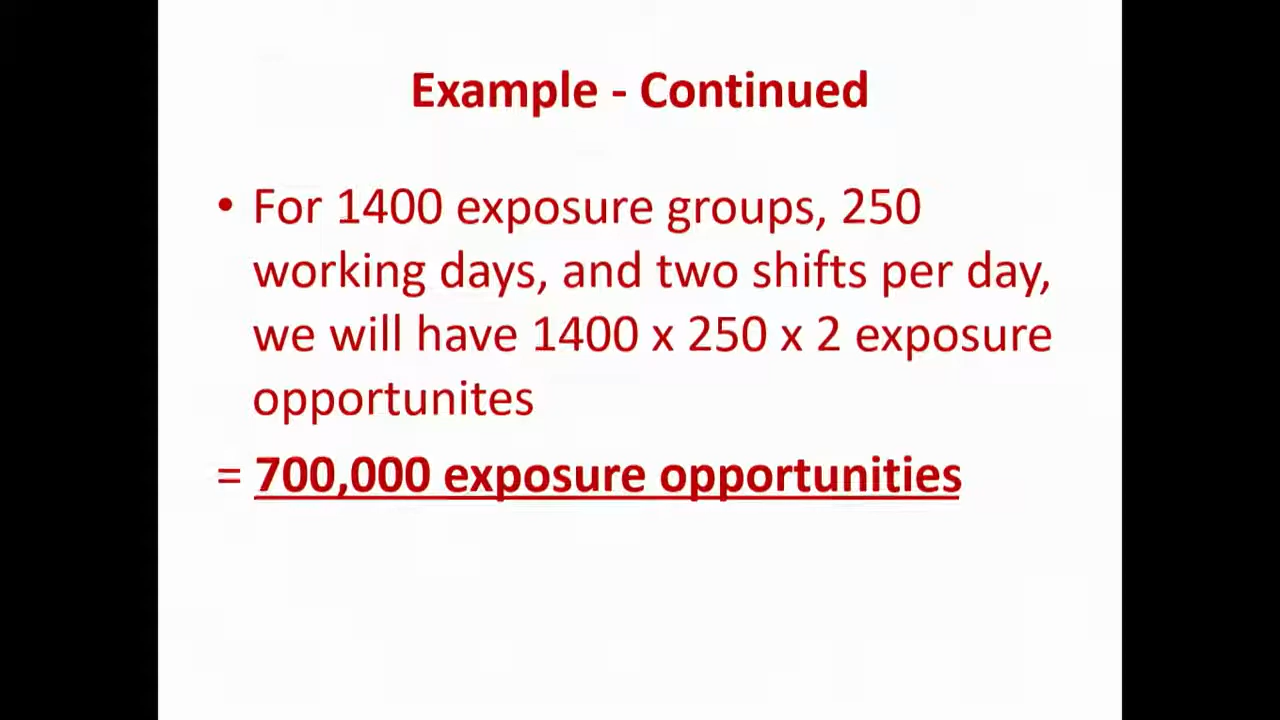 Example - Continued
• For 1400 exposure groups, 250
working days, and two shifts per day,
we will have 1400 x 250 x 2 exposure
opportunites
= 700,000 exposure opportunities